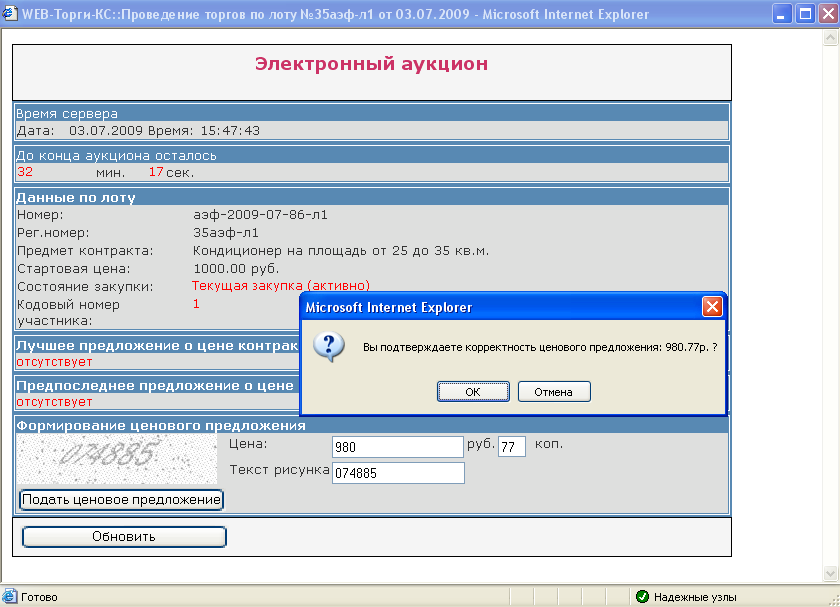 WEB-Торги-КС::Проведение торгов по лоту №35аэф-л1 от 03.07.2009 - Microsoft Internet Explorer
Электронный аукцион
Время сервера
Дата: 03.07.2009 Время: 15:47:43
До конца аукциона осталось
32 мин. 17 сек.
Данные по лоту
Номер: аэф-2009-07-86-л1
Рег.номер: 35аэф-л1
Предмет контракта: Кондиционер на площадь от 25 до 35 кв.м.
Стартовая цена: 1000.00 руб.
Состояние закупки: Текущая закупка (активно)
Кодовый номер 1
участника:
Microsoft Internet Explorer
Вы подтверждаете корректность ценового предложения: 980.77р. ?
ОК Отмена
Лучшее предложение о цене контрак
отсутствует
Предпоследнее предложение о цене
отсутствует
Формирование ценового предложения
074885
Цена: 980 руб. 77 коп.
Текст рисунка 074885
Подать ценовое предложение
Обновить
Готово
Надежные узлы